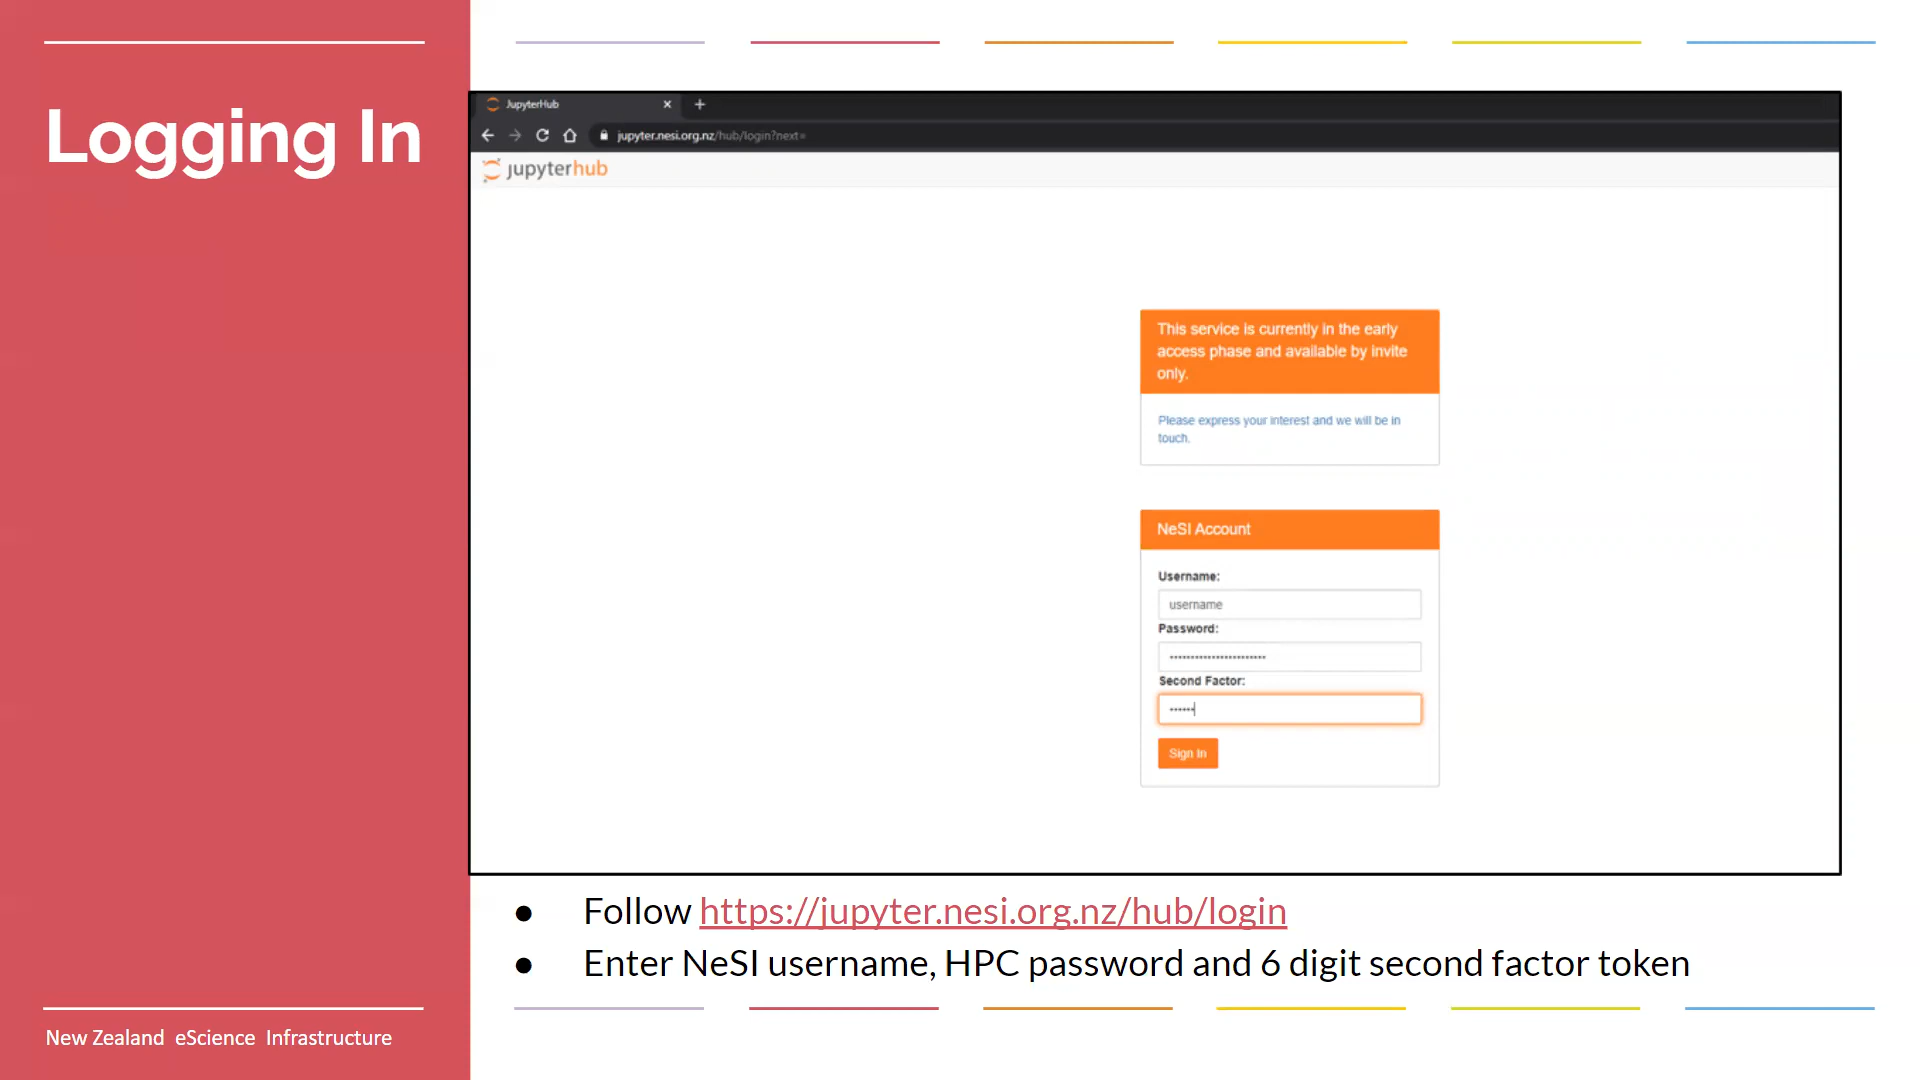 Logging In
JupyterHub
jupyter.nesi.org.nz/hub/login?next=
jupyterhub
This service is currently in the early
access phase and available by invite
only.
Please express your interest and we will be in
touch.
NeSI Account
Username:
username
Password:
Second Factor:
Sign In
● Follow https://jupyter.nesi.org.nz/hub/login
● Enter NeSI username, HPC password and 6 digit second factor token
New Zealand eScience Infrastructure